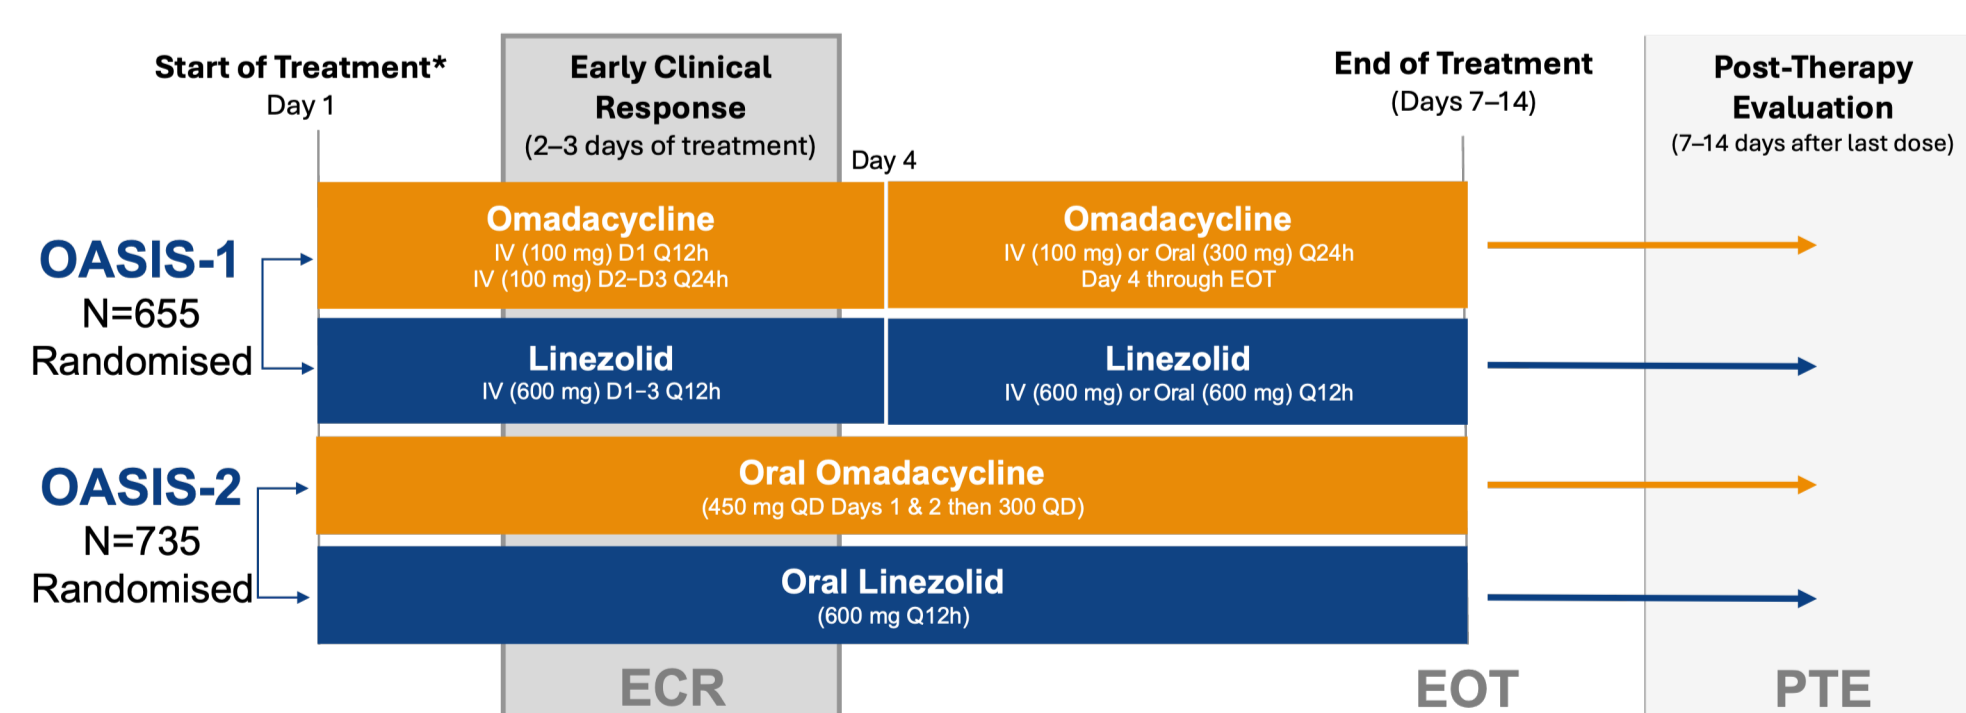 Start of Treatment*
Day 1
Early Clinical
Response
(2–3 days of treatment)
Day 4
End of Treatment
(Days 7–14)
Post-Therapy
Evaluation
(7–14 days after last dose)
OASIS-1
N=655
Randomised
Omadacycline
IV (100 mg) D1 Q12h
IV (100 mg) D2–D3 Q24h
Omadacycline
IV (100 mg) or Oral (300 mg) Q24h
Day 4 through EOT
Linezolid
IV (600 mg) D1–3 Q12h
Linezolid
IV (600 mg) or Oral (600 mg) Q12h
OASIS-2
N=735
Randomised
Oral Omadacycline
(450 mg QD Days 1 & 2 then 300 QD)
Oral Linezolid
(600 mg Q12h)
ECR
EOT
PTE